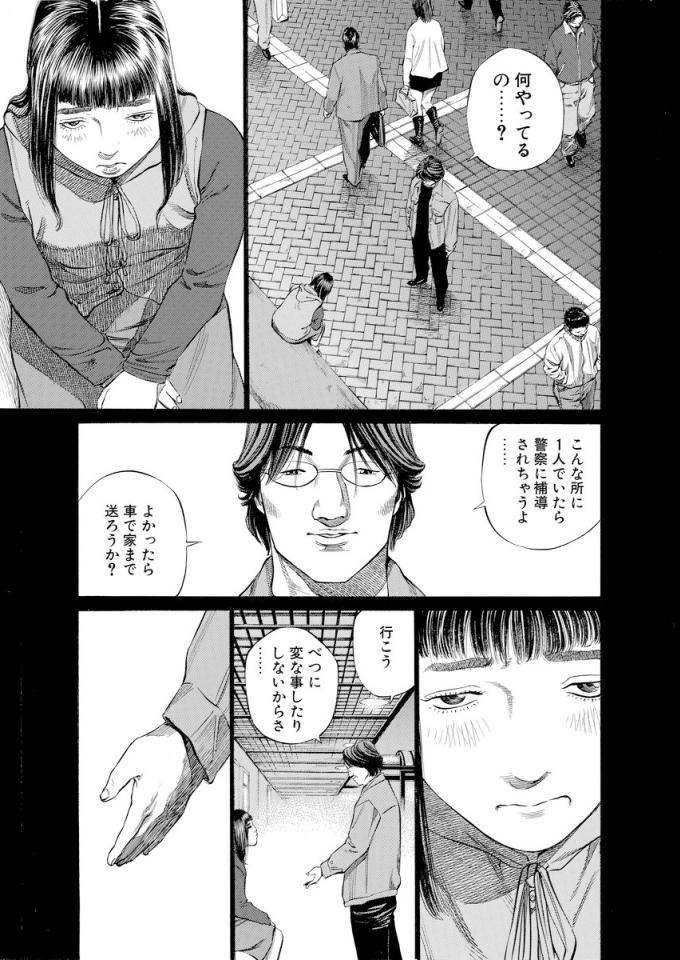 何やってる
の……?
こんな所に
1人でいたら
警察に補導
されちゃうよ
……
よかったら
車で家まで
送ろうか?
行こう
べつに
変な事したり
しないからさ
……